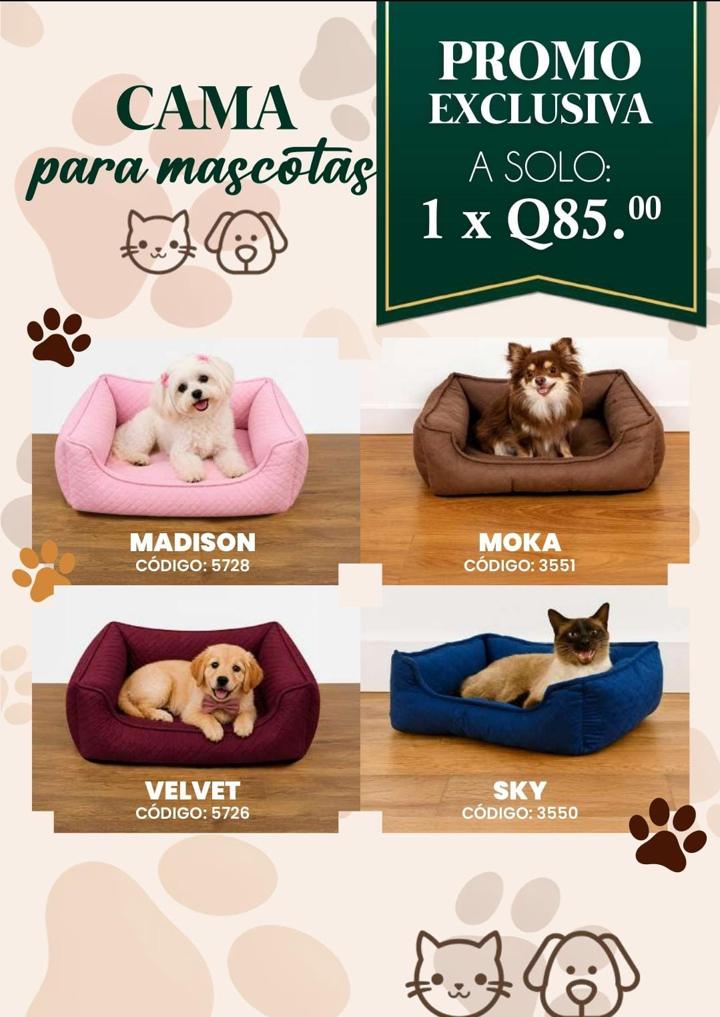 CAMA
para mascotas
PROMO
EXCLUSIVA
A SOLO:
1 x Q85.00
MADISON
CÓDIGO: 5728
MOKA
CÓDIGO: 3551
VELVET
CÓDIGO: 5726
SKY
CÓDIGO: 3550